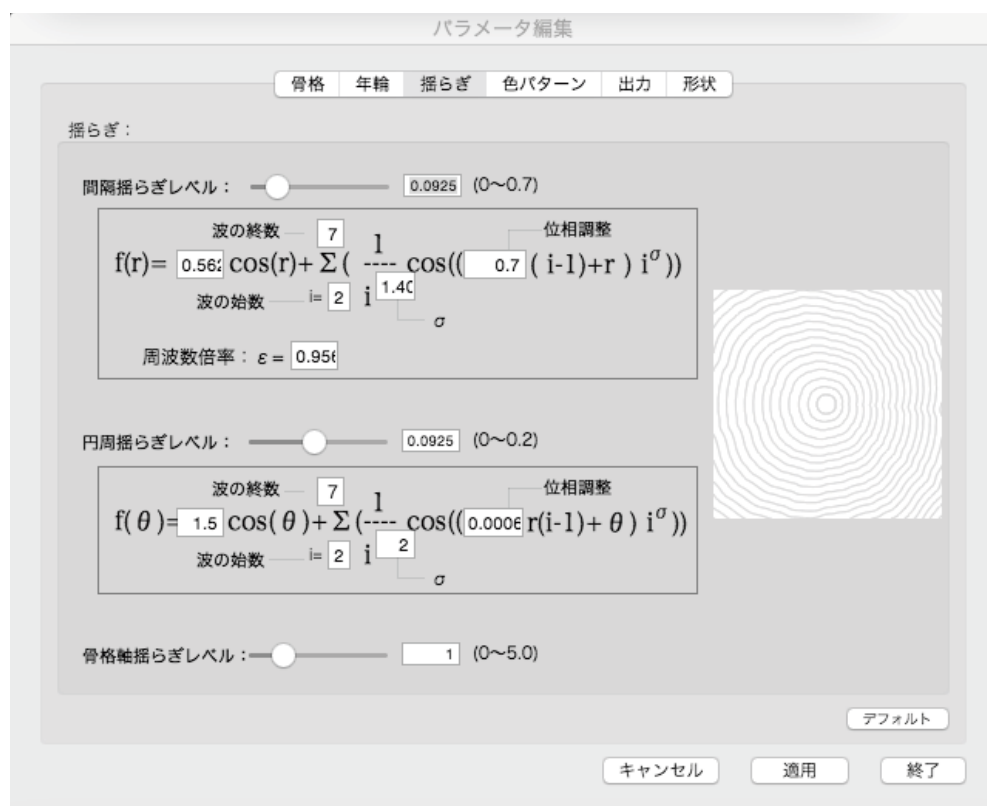 パラメータ編集
骨格 年輪 揺らぎ 色パターン 出力 形状
揺らぎ：
間隔揺らぎレベル： 0.0925 (0〜0.7)
波の終数 7 位相調整
f(r)= 0.562 cos(r)+ Σ ( 1 ---- cos(( 0.7 ( i-1)+r ) i^σ ))
波の始数 i= 2 i 1.40
σ
周波数倍率： ε = 0.956
円周揺らぎレベル： 0.0925 (0〜0.2)
波の終数 7 位相調整
f( θ )= 1.5 cos( θ )+ Σ ( 1 ---- cos(( 0.0006 r(i-1)+ θ ) i^σ ))
波の始数 i= 2 i 2
σ
骨格軸揺らぎレベル： 1 (0〜5.0)
デフォルト
キャンセル 適用 終了